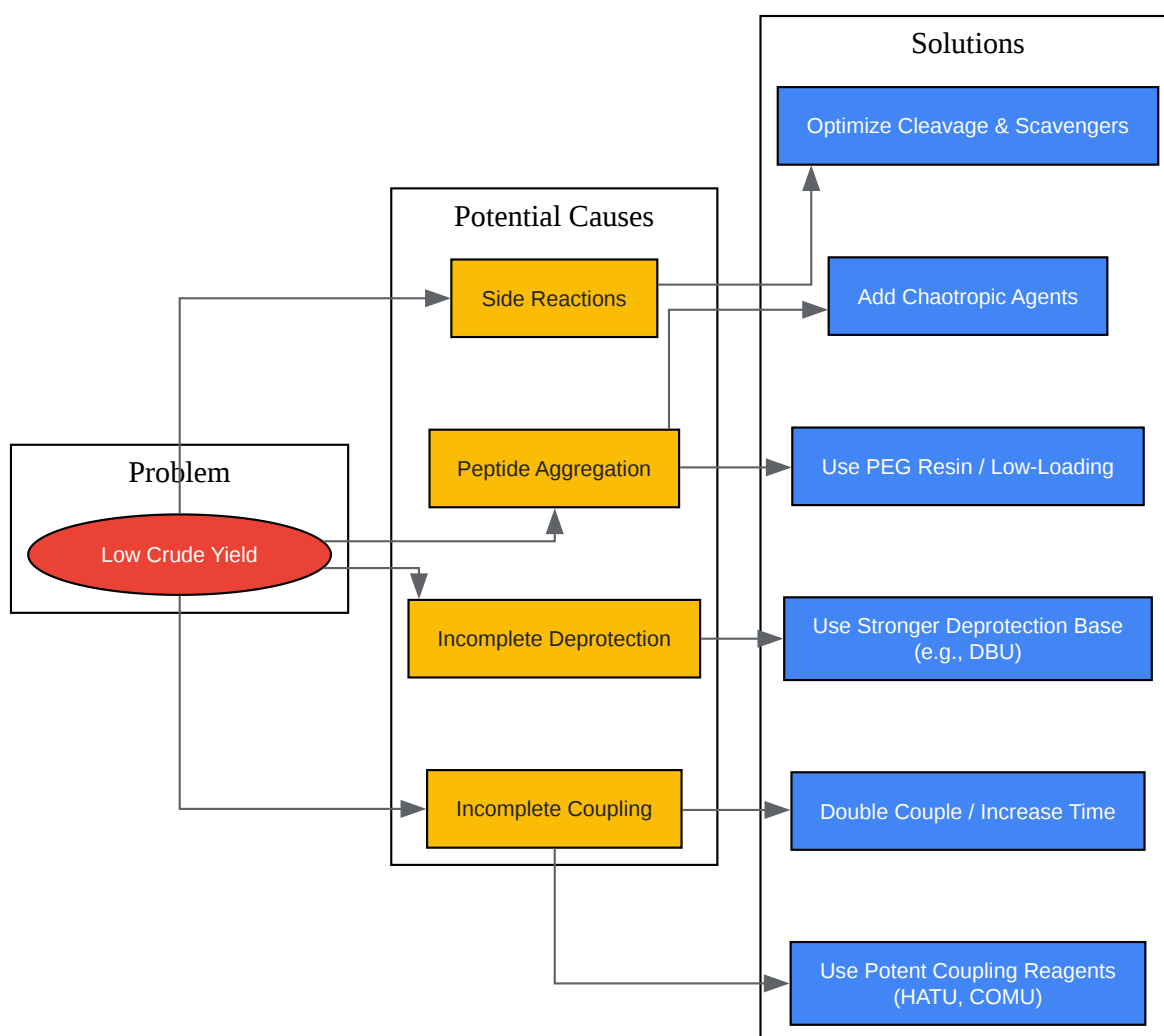 Problem
Low Crude Yield
Potential Causes
Side Reactions
Peptide Aggregation
Incomplete Deprotection
Incomplete Coupling
Solutions
Optimize Cleavage & Scavengers
Add Chaotropic Agents
Use PEG Resin / Low-Loading
Use Stronger Deprotection Base
(e.g., DBU)
Double Couple / Increase Time
Use Potent Coupling Reagents
(HATU, COMU)